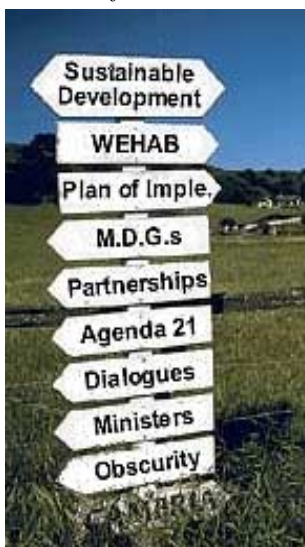 Sustainable
Development
WEHAB
Plan of Imple.
M.D.G.s
Partnerships
Agenda 21
Dialogues
Ministers
Obscurity